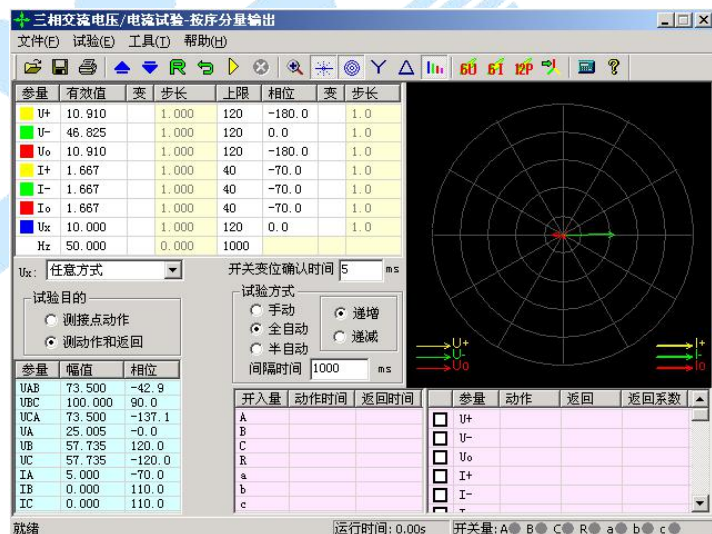 三相交流电压/电流试验-按序分量输出
文件(F) 试验(E) 工具(T) 帮助(H)
6U 6I 12P
参量 有效值 变 步长 上限 相位 变 步长
U+ 10.910 1.000 120 -180.0 1.0
U- 46.825 1.000 120 0.0 1.0
Uo 10.910 1.000 120 -180.0 1.0
I+ 1.667 1.000 40 -70.0 1.0
I- 1.667 1.000 40 -70.0 1.0
Io 1.667 1.000 40 -70.0 1.0
Ux 10.000 1.000 120 0.0 1.0
Hz 50.000 0.000 1000
Ux: 任意方式
开关变位确认时间 5 ms
试验目的
测接点动作
测动作和返回
试验方式
手动
全自动
半自动
递增
递减
间隔时间 1000 ms
U+
U-
Uo
I+
I-
Io
参量 幅值 相位
UAB 73.500 -42.9
UBC 100.000 90.0
UCA 73.500 -137.1
UA 25.005 -0.0
UB 57.735 120.0
UC 57.735 -120.0
IA 5.000 -70.0
IB 0.000 110.0
IC 0.000 110.0
开入量 动作时间 返回时间
A
B
C
R
a
b
c
参量 动作 返回 返回系数
U+
U-
Uo
I+
I-
就绪
运行时间: 0.00s
开关量: A B C R a b c